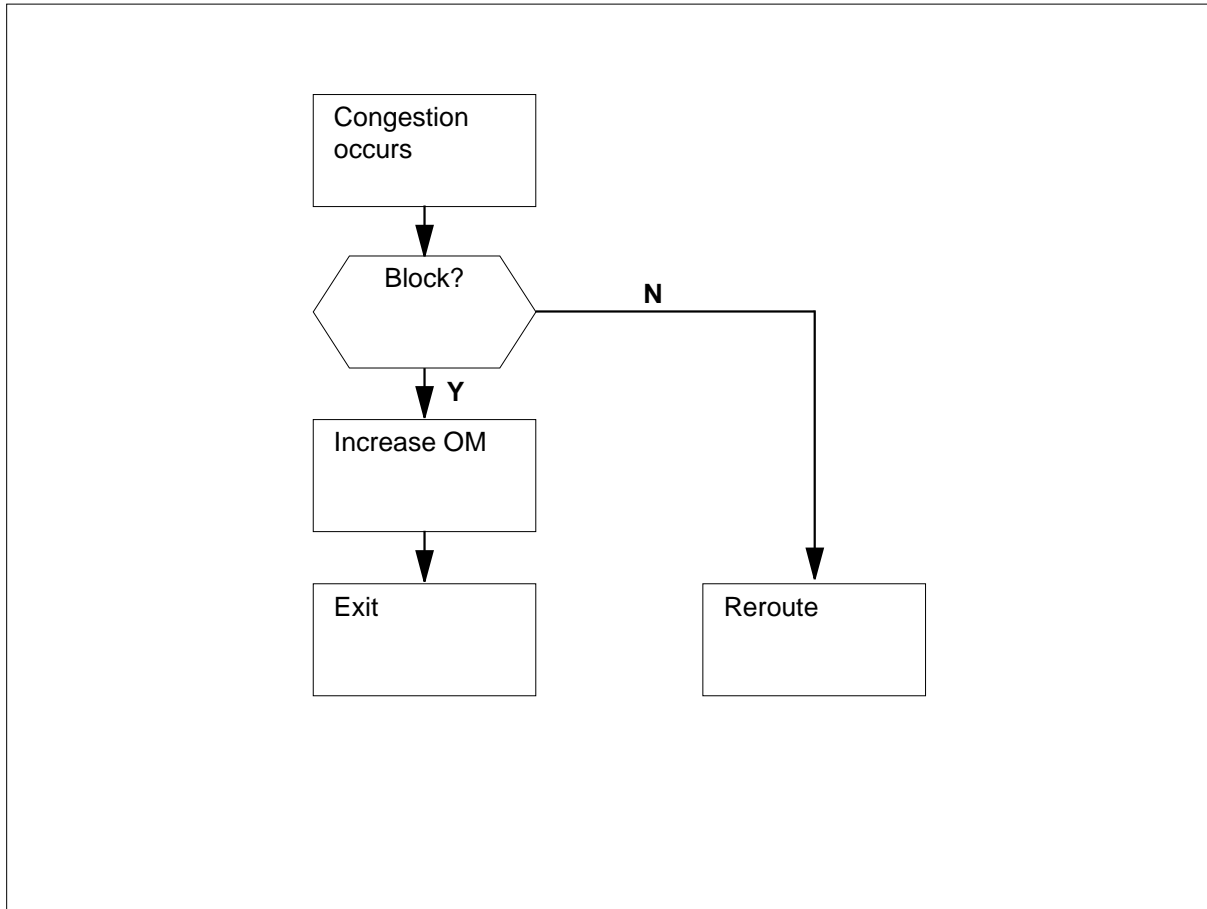 Congestion
occurs
Block?
N
Y
Increase OM
Exit
Reroute